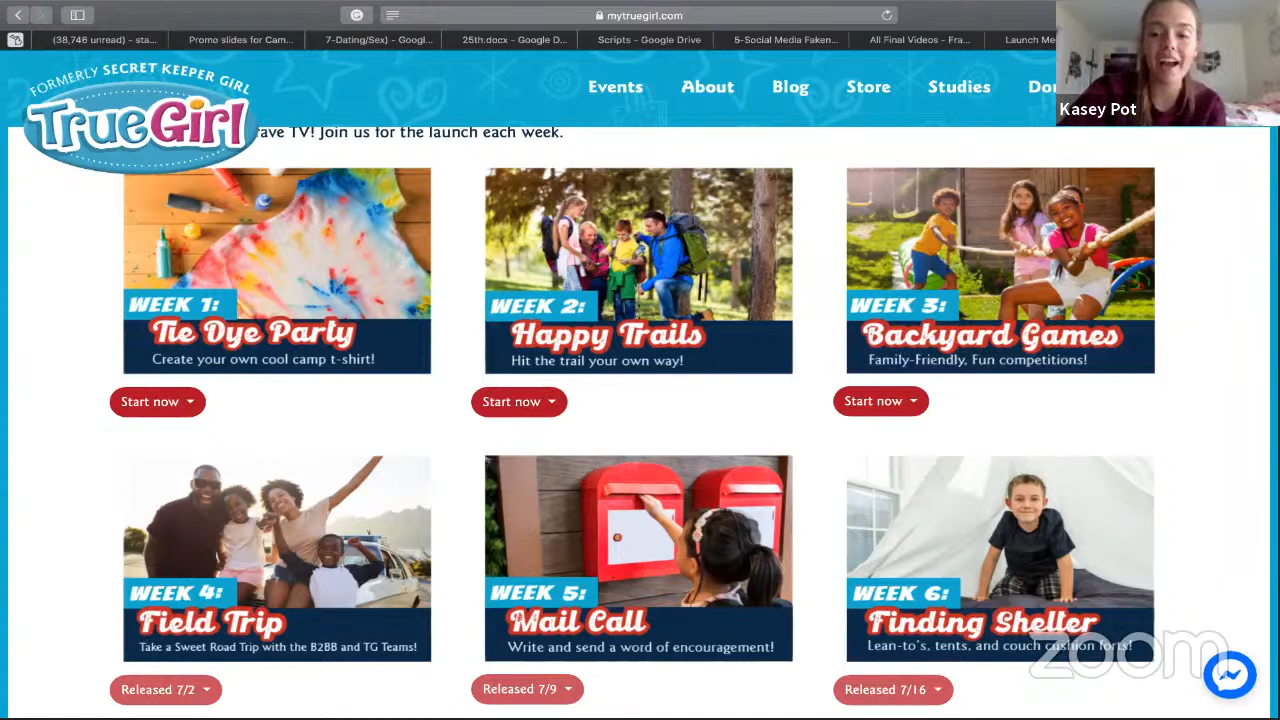 mytruegirl.com
(38,746 unread) – sta...
Promo slides for Cam...
7-Dating/Sex) – Googl...
25th.docx – Google D...
Scripts – Google Drive
5-Social Media Faken...
All Final Videos – Fra...
Launch Me
FORMERLY SECRET KEEPER GIRL
TrueGirl
Events
About
Blog
Store
Studies
Do
Kasey Pot
rave TV! Join us for the launch each week.
WEEK 1:
Tie Dye Party
Create your own cool camp t-shirt!
Start now
WEEK 2:
Happy Trails
Hit the trail your own way!
Start now
WEEK 3:
Backyard Games
Family-Friendly, Fun competitions!
Start now
WEEK 4:
Field Trip
Take a Sweet Road Trip with the B2BB and TG Teams!
Released 7/2
WEEK 5:
Mail Call
Write and send a word of encouragement!
Released 7/9
WEEK 6:
Finding Shelter
Lean-to's, tents, and couch cushion forts!
Released 7/16
zoom